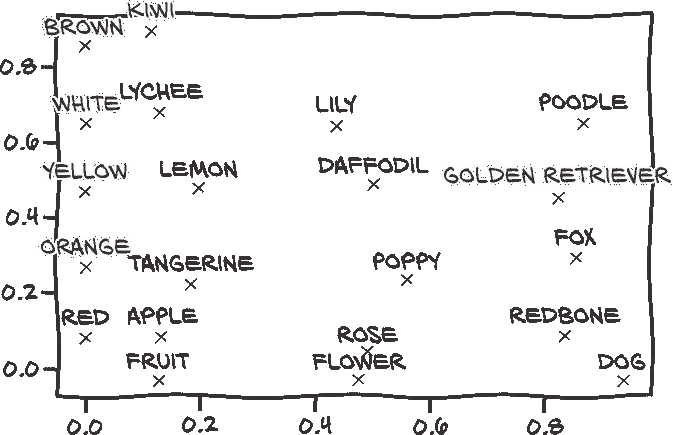 KIWI
BROWN
0.8
WHITE LYCHEE LILY POODLE
0.6
YELLOW LEMON DAFFODIL GOLDEN RETRIEVER
0.4
ORANGE TANGERINE POPPY FOX
0.2
RED APPLE ROSE REDBONE
FRUIT FLOWER DOG
0.0
0.0 0.2 0.4 0.6 0.8